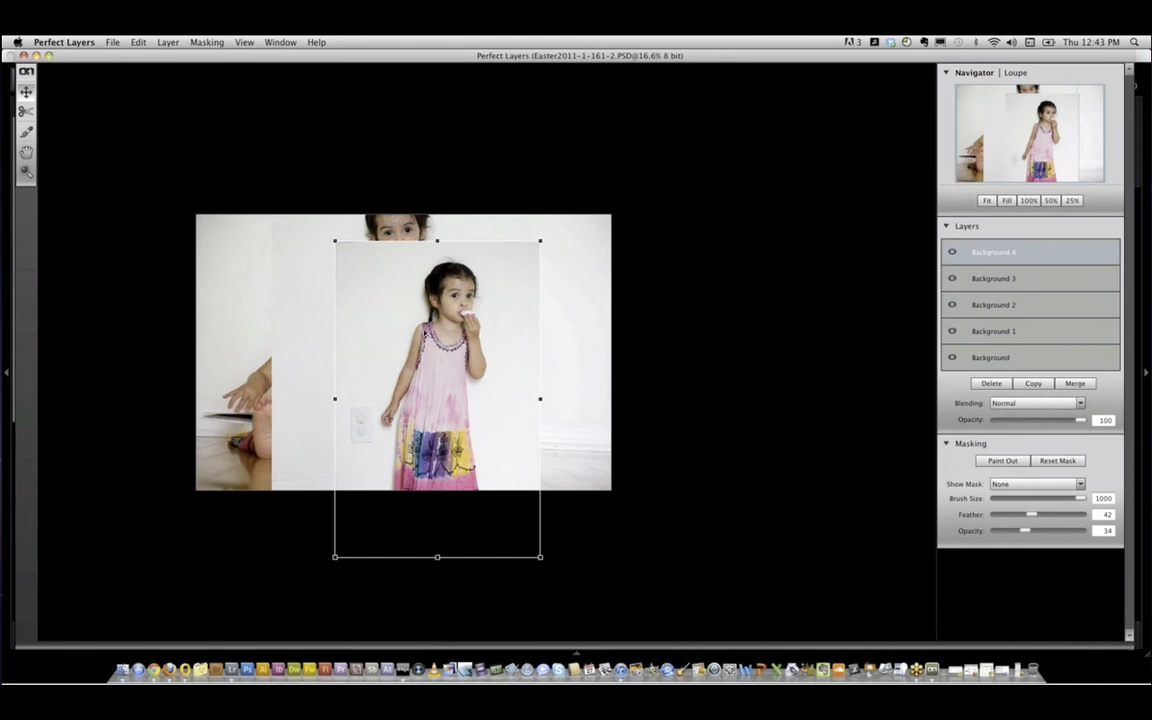 Perfect Layers File Edit Layer Masking View Window Help 3 Thu 12:43 PM
Perfect Layers (Easter2011-1-161-2.PSD@16.6% 8 bit)
on
Navigator | Loupe
Fit Fill 100% 50% 25%
Layers
Background 4
Background 3
Background 2
Background 1
Background
Delete Copy Merge
Blending: Normal
Opacity: 100
Masking
Paint Out Reset Mask
Show Mask: None
Brush Size: 1000
Feather: 42
Opacity: 34